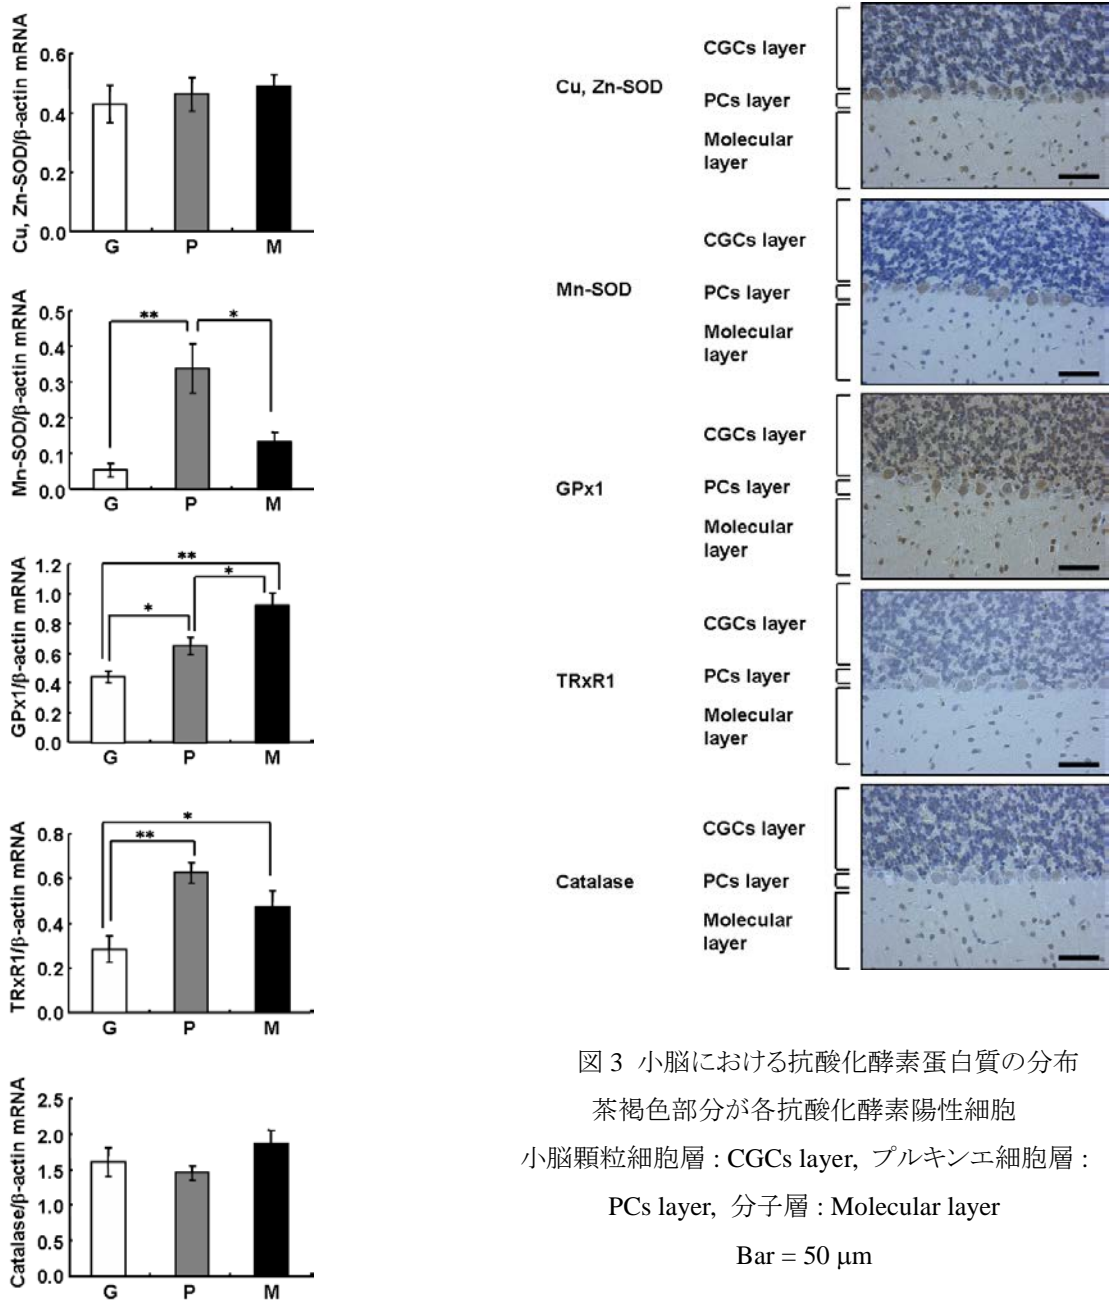 Cu, Zn-SOD/β-actin mRNA
0.6
0.4
0.2
0.0
G P M
Mn-SOD/β-actin mRNA
0.5
0.4
0.3
0.2
0.1
0.0
** *
G P M
GPx1/β-actin mRNA
1.2
1.0
0.8
0.6
0.4
0.2
0.0
**
*
*
G P M
TRxR1/β-actin mRNA
0.8
0.6
0.4
0.2
0.0
*
**
G P M
Catalase/β-actin mRNA
2.5
2.0
1.5
1.0
0.5
0.0
G P M
Cu, Zn-SOD
CGCs layer
PCs layer
Molecular
layer
Mn-SOD
CGCs layer
PCs layer
Molecular
layer
GPx1
CGCs layer
PCs layer
Molecular
layer
TRxR1
CGCs layer
PCs layer
Molecular
layer
Catalase
CGCs layer
PCs layer
Molecular
layer
図 3 小脳における抗酸化酵素蛋白質の分布
茶褐色部分が各抗酸化酵素陽性細胞
小脳顆粒細胞層 : CGCs layer, プルキンエ細胞層 :
PCs layer, 分子層 : Molecular layer
Bar = 50 μm